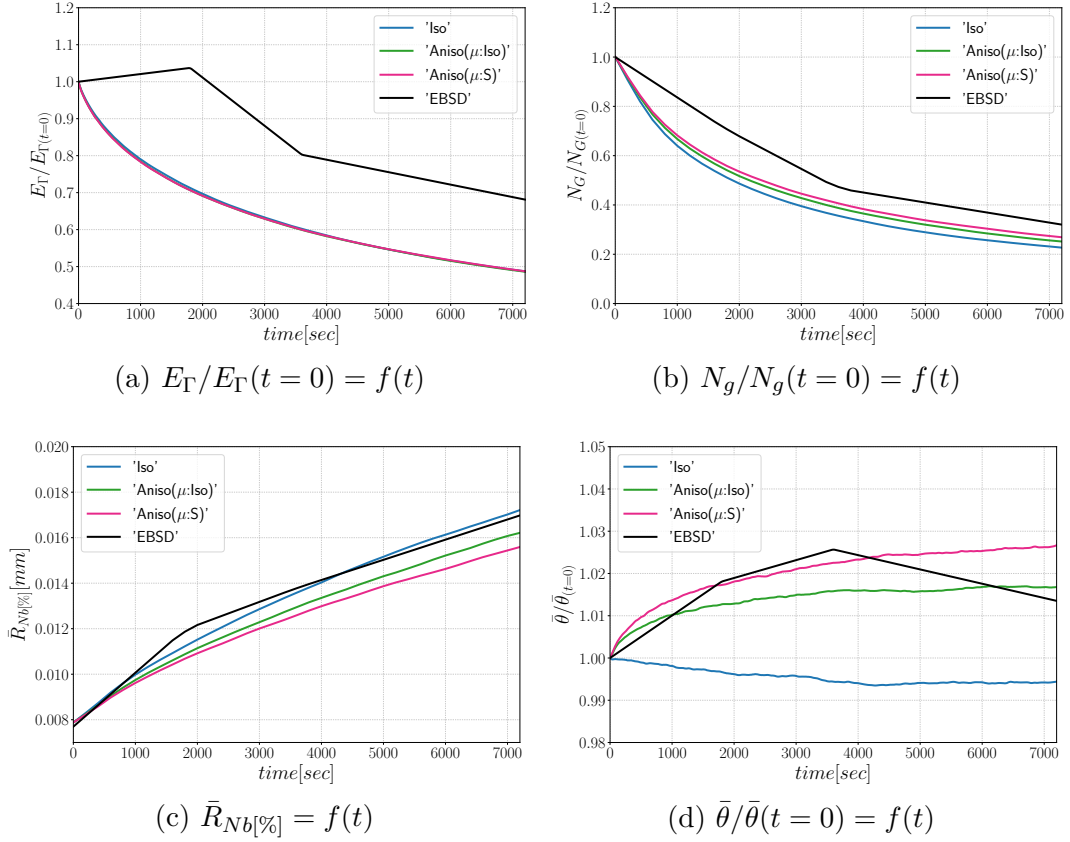 1.2
1.1
1.0
0.9
0.8
0.7
0.6
0.5
0.4
E_Γ/E_Γ(t=0)
0 1000 2000 3000 4000 5000 6000 7000
time[sec]
'Iso'
'Aniso(μ:Iso)'
'Aniso(μ:S)'
'EBSD'
(a) E_Γ/E_Γ(t = 0) = f(t)
1.2
1.0
0.8
0.6
0.4
0.2
0.0
N_G/N_G(t=0)
0 1000 2000 3000 4000 5000 6000 7000
time[sec]
'Iso'
'Aniso(μ:Iso)'
'Aniso(μ:S)'
'EBSD'
(b) N_g/N_g(t = 0) = f(t)
0.020
0.018
0.016
0.014
0.012
0.010
0.008
R̄_Nb[%][mm]
0 1000 2000 3000 4000 5000 6000 7000
time[sec]
'Iso'
'Aniso(μ:Iso)'
'Aniso(μ:S)'
'EBSD'
(c) R̄_Nb[%] = f(t)
1.05
1.04
1.03
1.02
1.01
1.00
0.99
0.98
θ̄/θ̄(t=0)
0 1000 2000 3000 4000 5000 6000 7000
time[sec]
'Iso'
'Aniso(μ:Iso)'
'Aniso(μ:S)'
'EBSD'
(d) θ̄/θ̄(t = 0) = f(t)